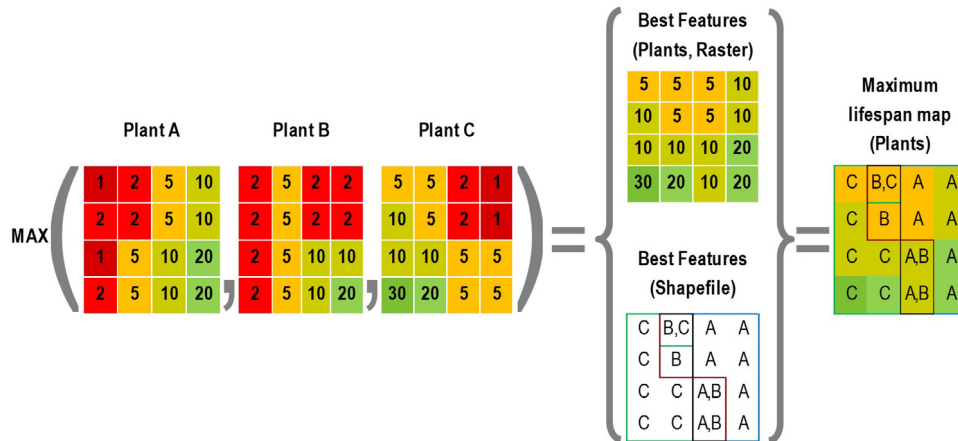 Best Features
(Plants, Raster)
5 5 5 10
10 5 5 10
10 10 10 20
30 20 10 20
Plant A
Plant B
Plant C
MAX
1 2 5 10
2 2 5 10
1 5 10 20
2 5 10 20
,
2 5 2 2
2 5 2 2
2 5 10 10
2 5 10 20
,
5 5 2 1
10 5 2 1
10 10 5 5
30 20 5 5
=
Best Features
(Shapefile)
C B,C A A
C B A A
C C A,B A
C C A,B A
=
Maximum
lifespan map
(Plants)
C B,C A A
C B A A
C C A,B A
C C A,B A